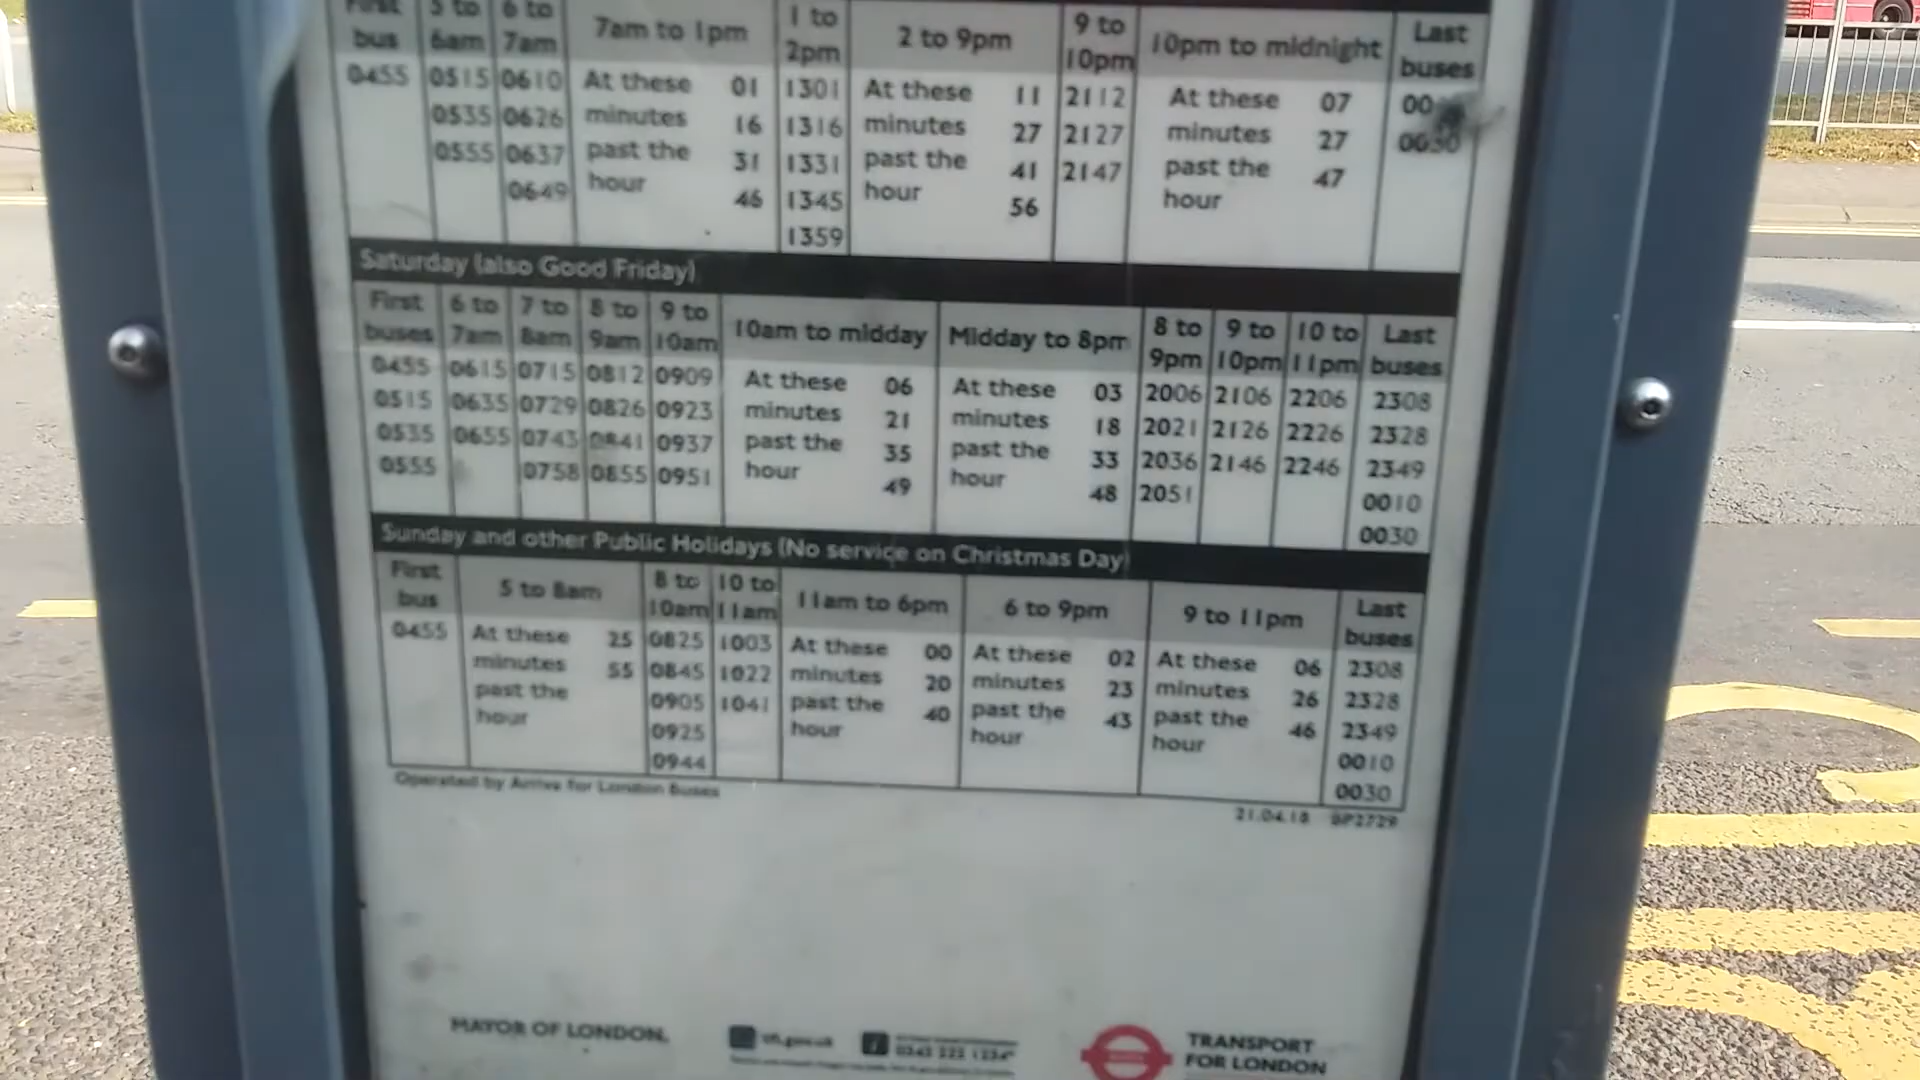 First 5 to 6 to 7am to 1pm 1 to 2 to 9pm 9 to 10pm to midnight Last
bus 6am 7am 2pm 10pm buses
0455 0515 0610 At these 01 1301 At these 11 2112 At these 07
0535 0626 minutes 16 1316 minutes 27 2127 minutes 27 0030
0555 0637 past the 31 1331 past the 41 2147 past the 47
0649 hour 46 1345 hour 56 hour
1359
Saturday (also Good Friday)
First 6 to 7 to 8 to 9 to 10am to midday Midday to 8pm 8 to 9 to 10 to Last
buses 7am 8am 9am 10am 9pm 10pm 11pm buses
0455 0615 0715 0812 0909 At these 06 At these 03 2006 2106 2206 2308
0515 0635 0729 0826 0923 minutes 21 minutes 18 2021 2126 2226 2328
0535 0655 0743 0841 0937 past the 35 past the 33 2036 2146 2246 2349
0555 0758 0855 0951 hour 49 hour 48 2051 0010
0030
Sunday and other Public Holidays (No service on Christmas Day)
First 5 to 8am 8 to 10 to 11am to 6pm 6 to 9pm 9 to 11pm Last
bus 10am 11am buses
0455 At these 25 0825 1003 At these 00 At these 02 At these 06 2308
minutes 55 0845 1022 minutes 20 minutes 23 minutes 26 2328
past the 0905 1041 past the 40 past the 43 past the 46 2349
hour 0925 hour hour hour 0010
0944 0030
Operated by Arriva for London Buses
21.04.18 BP2729
MAYOR OF LONDON
tfl.gov.uk
0343 222 1234*
TRANSPORT
FOR LONDON